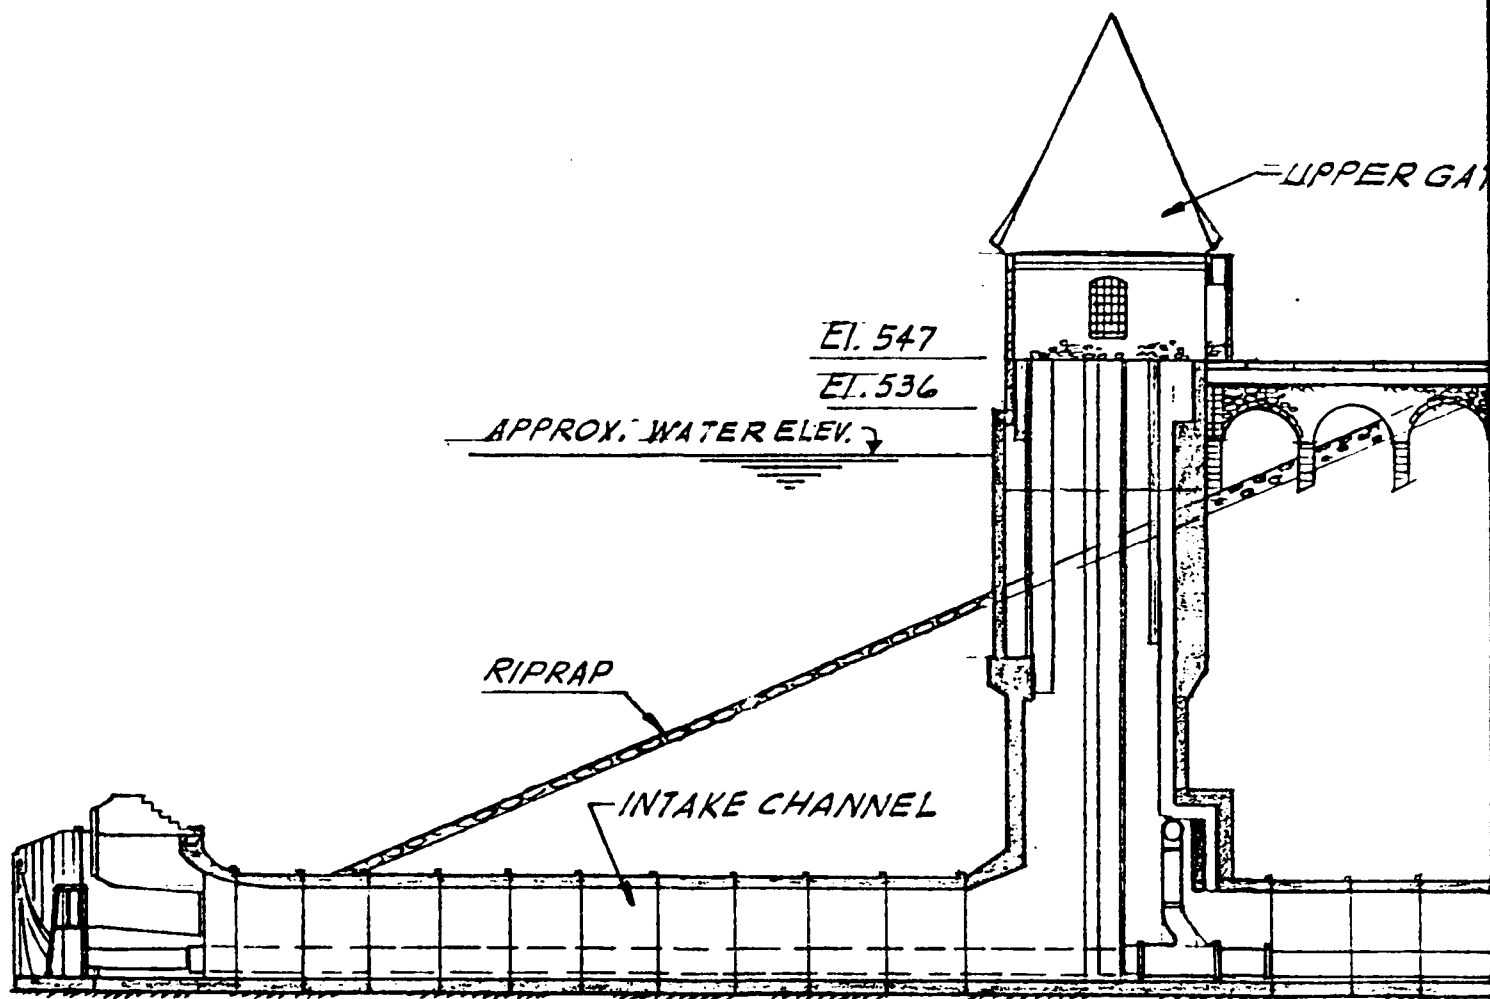 UPPER GA
El. 547
El. 536
APPROX. WATER ELEV.
RIPRAP
INTAKE CHANNEL